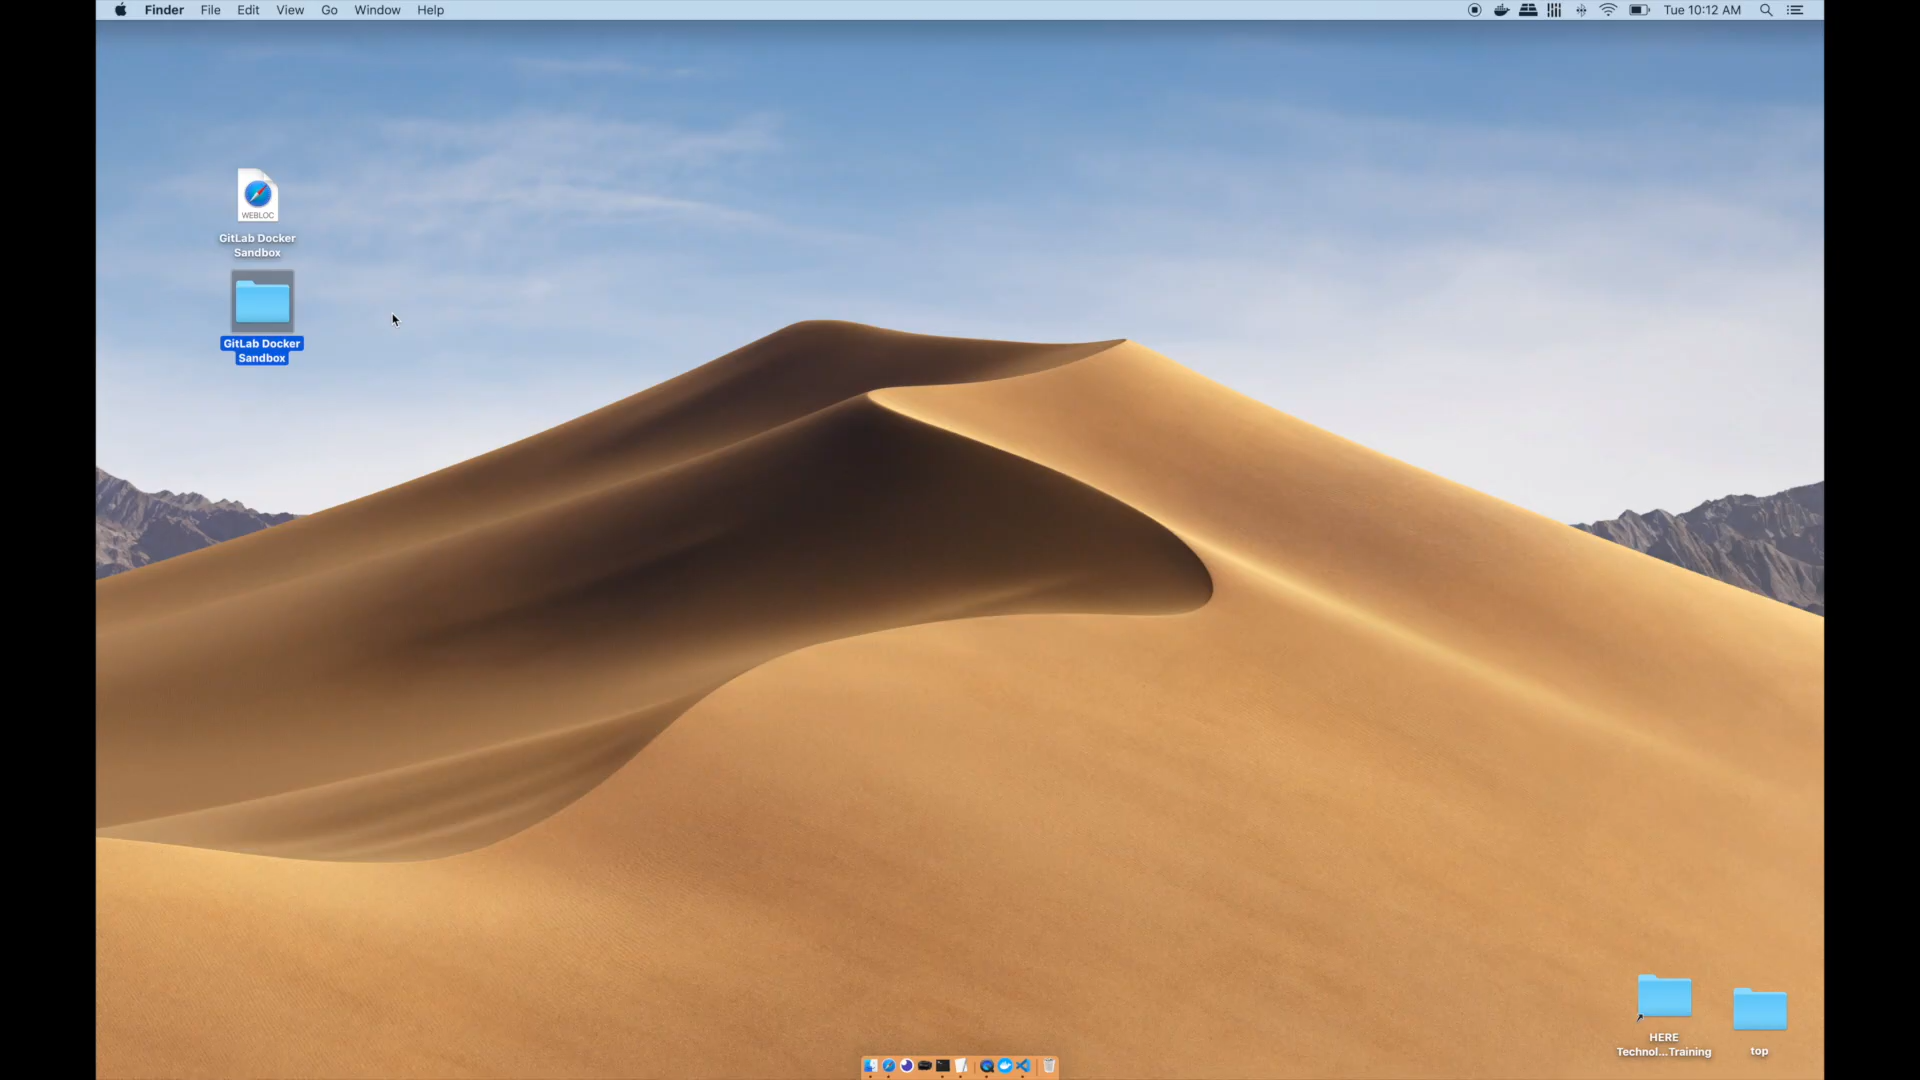 Finder File Edit View Go Window Help
Tue 10:12 AM
WEBLOC
GitLab Docker
Sandbox
GitLab Docker
Sandbox
HERE
Technol...Training
top